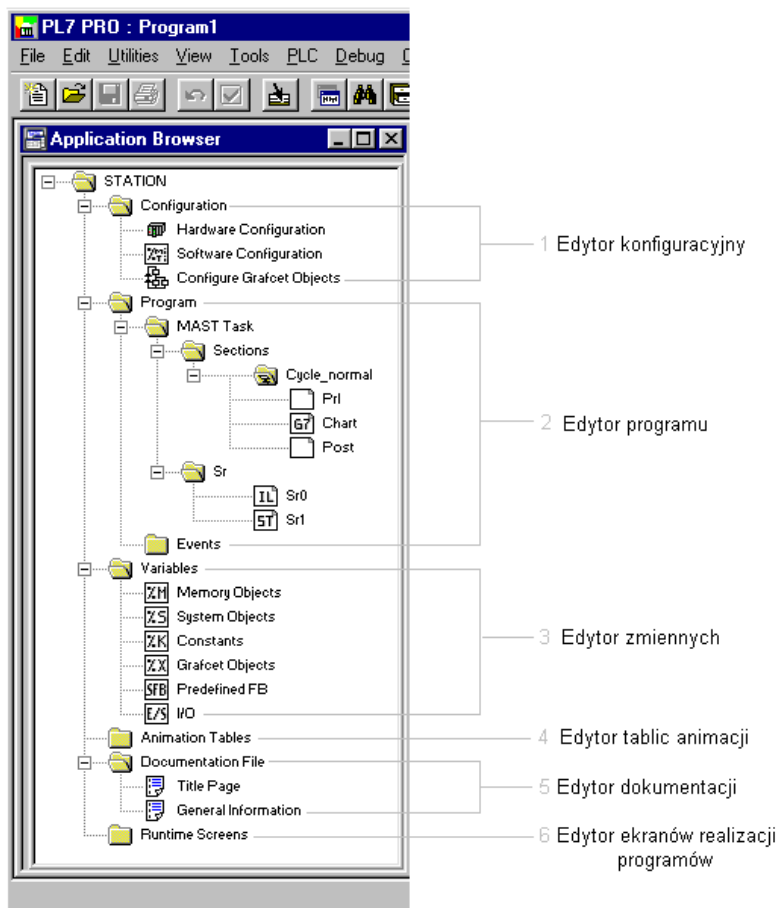 PL7 PRO : Program1
File Edit Utilities View Tools PLC Debug
Application Browser
STATION
Configuration
Hardware Configuration
Software Configuration
Configure Grafcet Objects
1 Edytor konfiguracyjny
Program
MAST Task
Sections
Cycle_normal
Prl
G7 Chart
Post
Sr
IL Sr0
ST Sr1
Events
2 Edytor programu
Variables
%M Memory Objects
%S System Objects
%K Constants
%X Grafcet Objects
SFB Predefined FB
E/S I/O
3 Edytor zmiennych
Animation Tables
4 Edytor tablic animacji
Documentation File
Title Page
General Information
5 Edytor dokumentacji
Runtime Screens
6 Edytor ekranów realizacji
programów